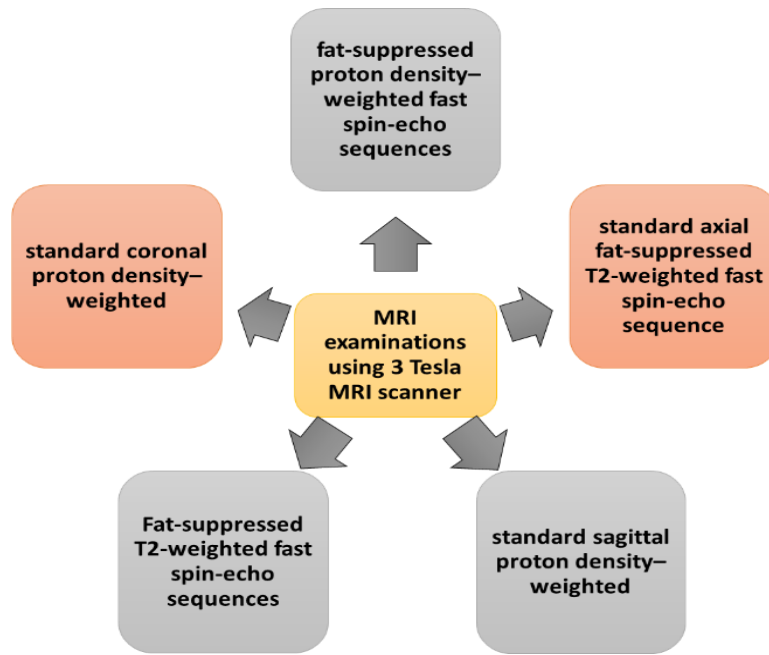 fat-suppressed
proton density–
weighted fast
spin-echo
sequences
standard coronal
proton density–
weighted
standard axial
fat-suppressed
T2-weighted fast
spin-echo
sequence
MRI
examinations
using 3 Tesla
MRI scanner
Fat-suppressed
T2-weighted fast
spin-echo
sequences
standard sagittal
proton density–
weighted